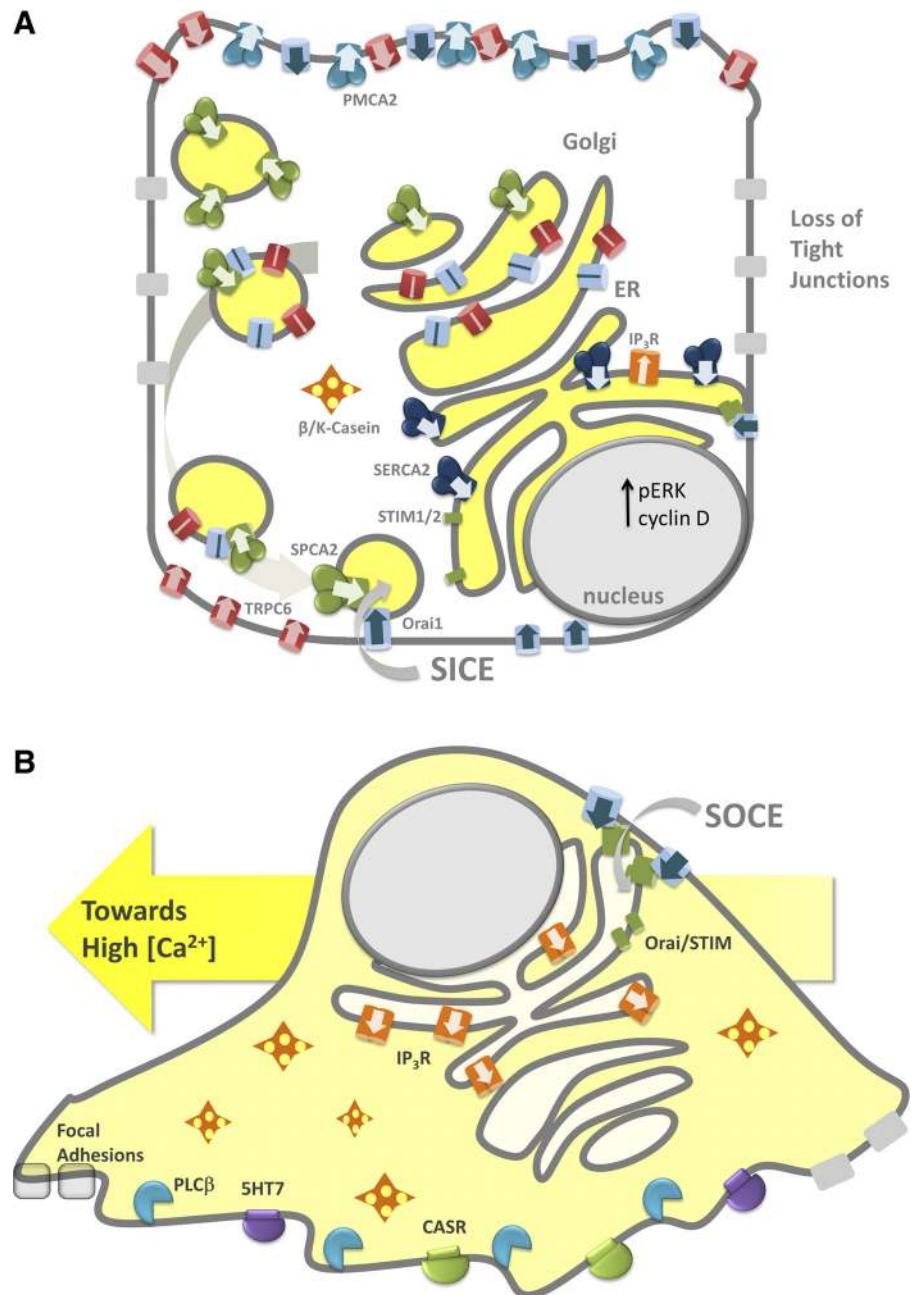 A
PMCA2
Golgi
Loss of
Tight
Junctions
ER
IP₃R
β/K-Casein
SERCA2
pERK
cyclin D
STIM1/2
SPCA2
nucleus
TRPC6
Orai1
SICE
B
SOCE
Towards
High [Ca²⁺]
Orai/STIM
IP₃R
Focal
Adhesions
PLCβ
5HT7
CASR